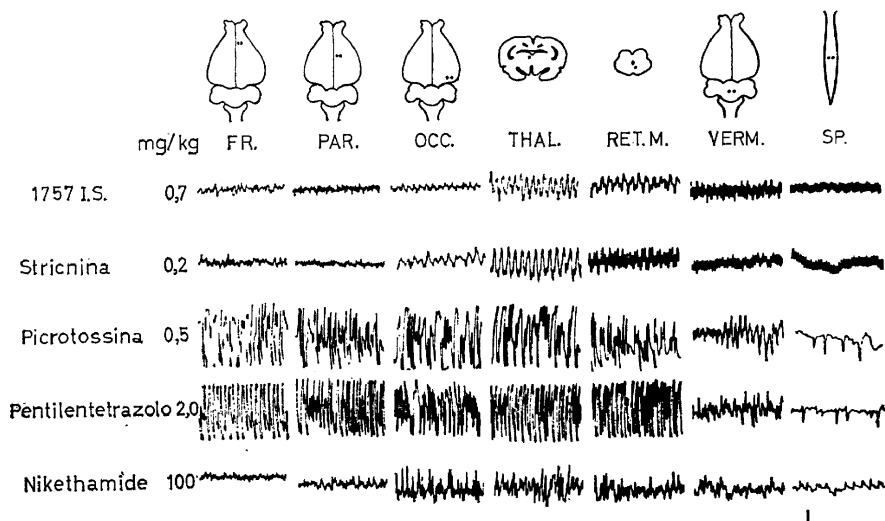 mg/kg FR. PAR. OCC. THAL. RET.M. VERM. SP.
1757 I.S. 0,7
Stricnina 0,2
Picrotossina 0,5
Pentilentetrazolo 2,0
Nikethamide 100